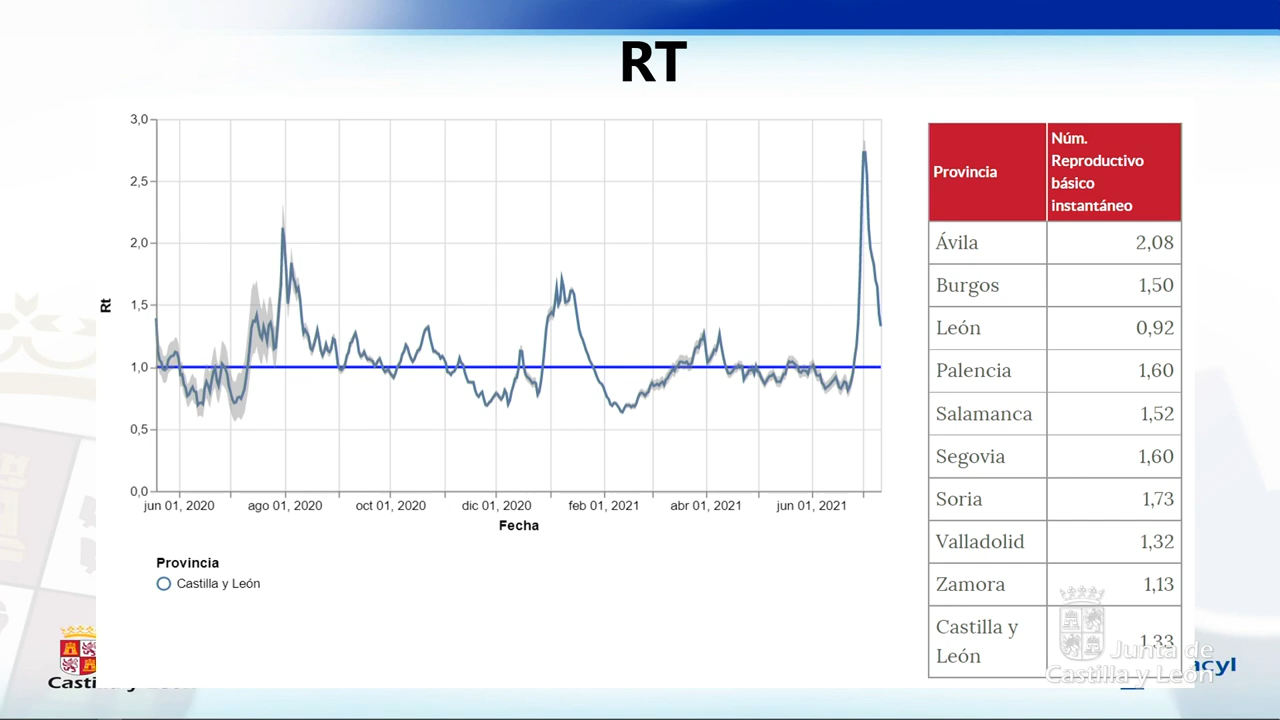 RT
3,0
2,5
2,0
1,5
1,0
0,5
0,0
Rt
jun 01, 2020
ago 01, 2020
oct 01, 2020
dic 01, 2020
feb 01, 2021
abr 01, 2021
jun 01, 2021
Fecha
Provincia
Castilla y León
Provincia
Núm.
Reproductivo
básico
instantáneo
Ávila 2,08
Burgos 1,50
León 0,92
Palencia 1,60
Salamanca 1,52
Segovia 1,60
Soria 1,73
Valladolid 1,32
Zamora 1,13
Castilla y
León
1,33
Junta de
Castilla y León